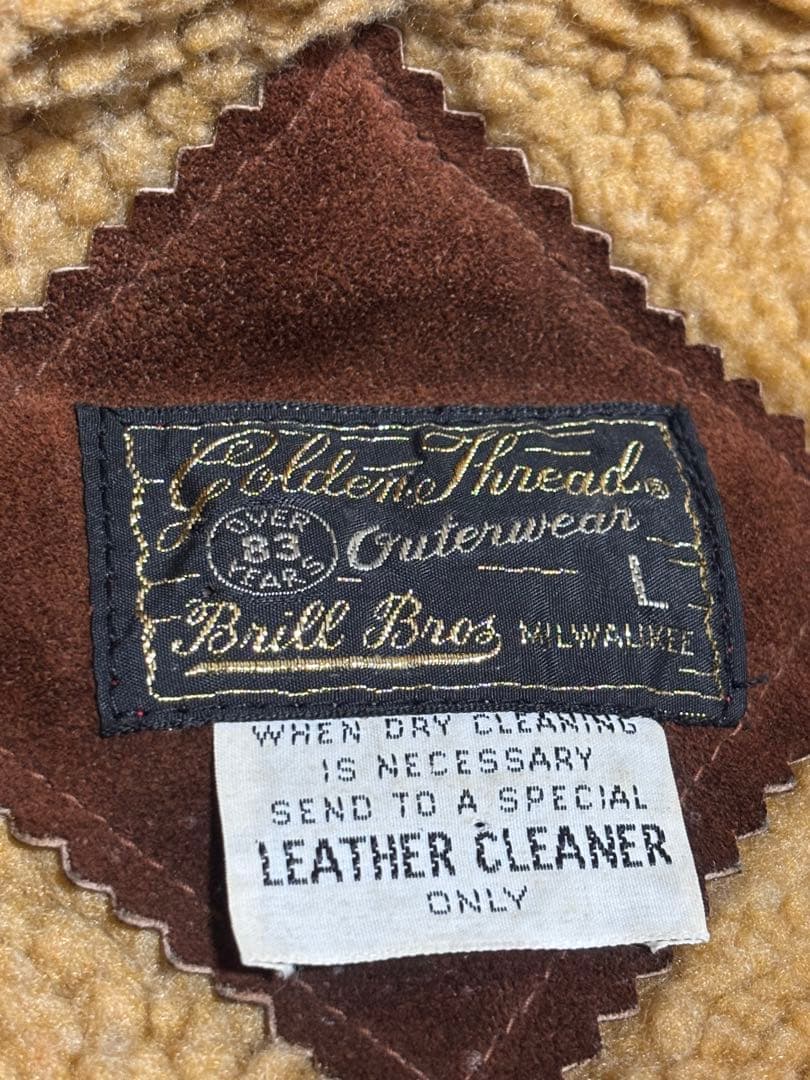 Golden Thread®
OVER
83
YEARS
Outerwear
L
Brill Bros
MILWAUKEE
WHEN DRY CLEANING
IS NECESSARY
SEND TO A SPECIAL
LEATHER CLEANER
ONLY